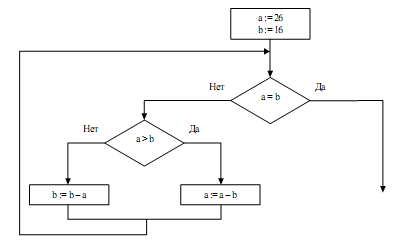 a := 26
b := 16
Нет
Да
a = b
Нет
Да
a > b
b := b – a
a := a – b